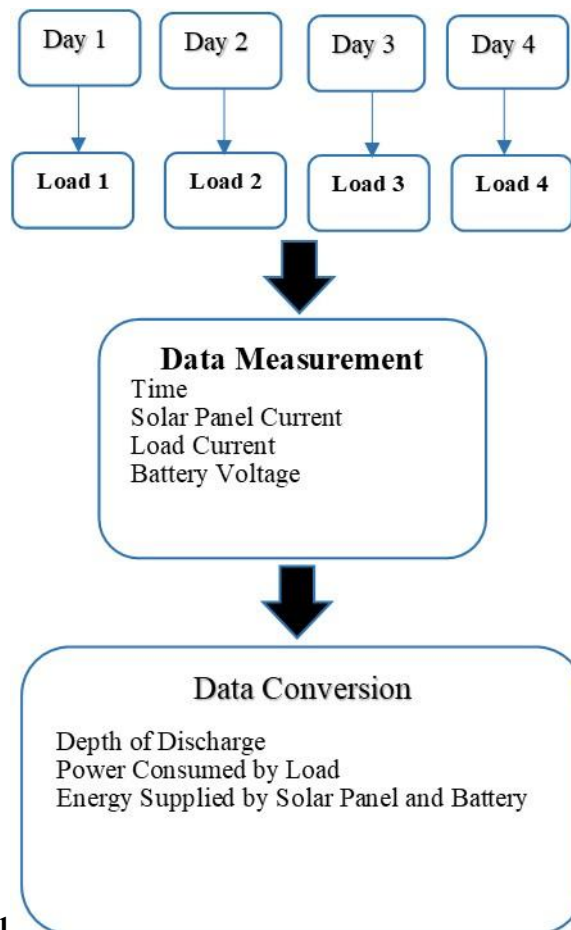 Day 1
Day 2
Day 3
Day 4
Load 1
Load 2
Load 3
Load 4
Data Measurement
Time
Solar Panel Current
Load Current
Battery Voltage
Data Conversion
Depth of Discharge
Power Consumed by Load
Energy Supplied by Solar Panel and Battery